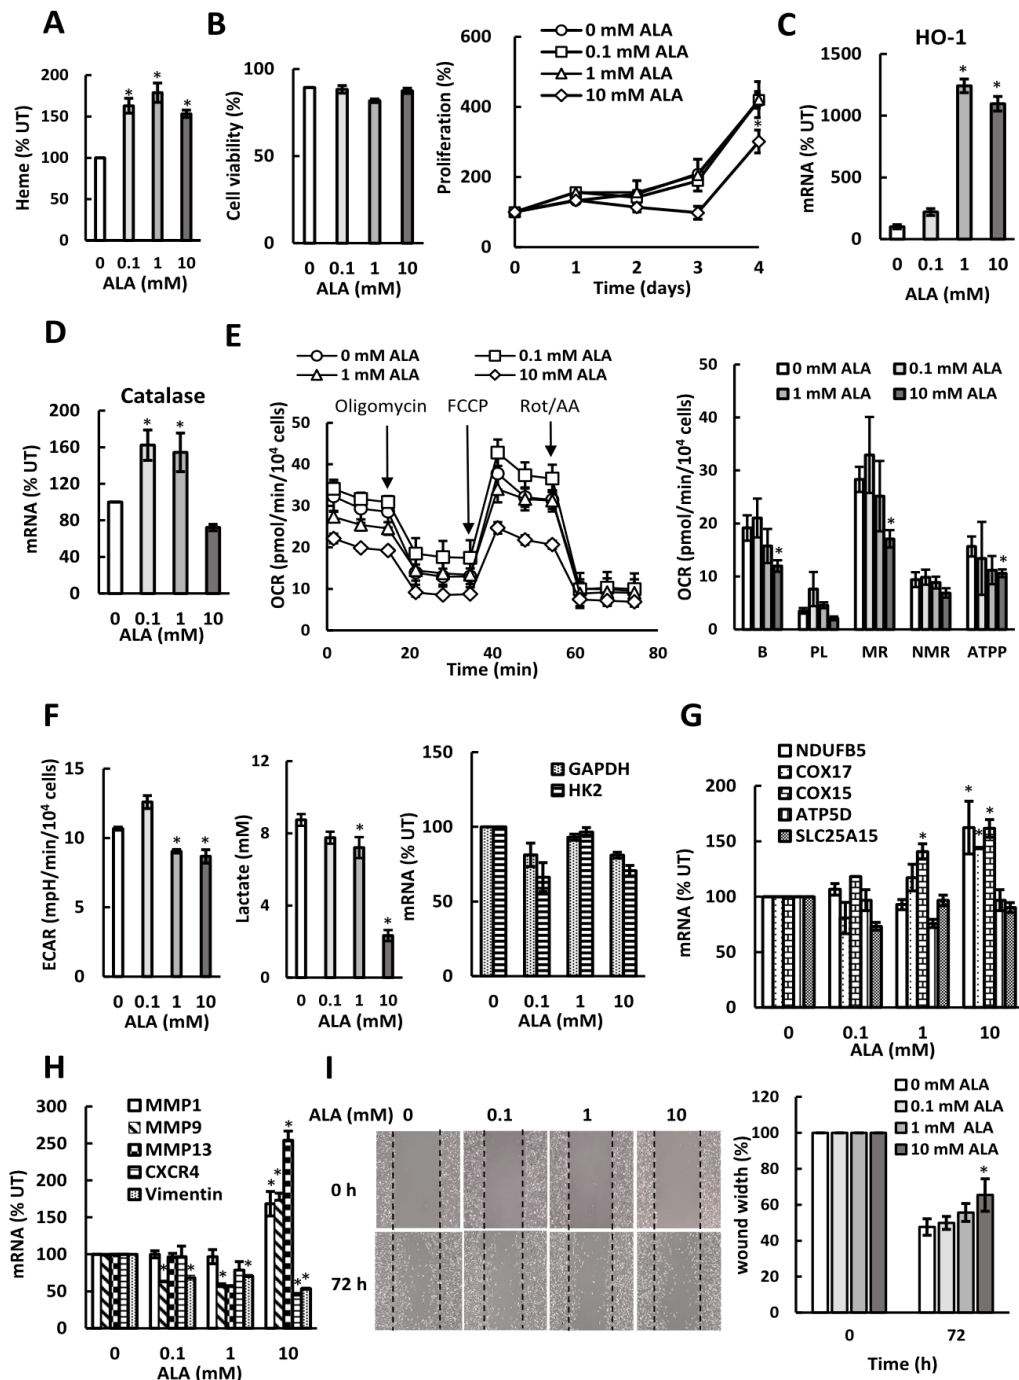 A
Heme (% UT)
200
150
100
50
0
0 0.1 1 10
ALA (mM)
* * *
B
Cell viability (%)
100
50
0
0 0.1 1 10
ALA (mM)
Proliferation (%)
600
400
200
0
0 mM ALA
0.1 mM ALA
1 mM ALA
10 mM ALA
*
0 1 2 3 4
Time (days)
C
HO-1
mRNA (% UT)
1500
1000
500
0
* *
0 0.1 1 10
ALA (mM)
D
Catalase
mRNA (% UT)
200
160
120
80
40
0
* *
0 0.1 1 10
ALA (mM)
E
0 mM ALA 0.1 mM ALA
1 mM ALA 10 mM ALA
Oligomycin FCCP Rot/AA
OCR (pmol/min/10⁴ cells)
50
40
30
20
10
0
0 20 40 60 80
Time (min)
0 mM ALA 0.1 mM ALA
1 mM ALA 10 mM ALA
OCR (pmol/min/10⁴ cells)
50
40
30
20
10
0
* * *
B PL MR NMR ATPP
F
ECAR (mpH/min/10⁴ cells)
15
10
5
0
* *
0 0.1 1 10
ALA (mM)
Lactate (mM)
12
9
6
3
0
* *
0 0.1 1 10
ALA (mM)
mRNA (% UT)
150
100
50
0
GAPDH
HK2
0 0.1 1 10
ALA (mM)
G
NDUFB5
COX17
COX15
ATP5D
SLC25A15
mRNA (% UT)
200
150
100
50
0
* * * *
0 0.1 1 10
ALA (mM)
H
MMP1
MMP9
MMP13
CXCR4
Vimentin
mRNA (% UT)
300
250
200
150
100
50
0
* * * * * * * * *
0 0.1 1 10
ALA (mM)
I
ALA (mM) 0 0.1 1 10
0 h
72 h
0 mM ALA
0.1 mM ALA
1 mM ALA
10 mM ALA
wound width (%)
120
100
80
60
40
20
0
*
0 72
Time (h)